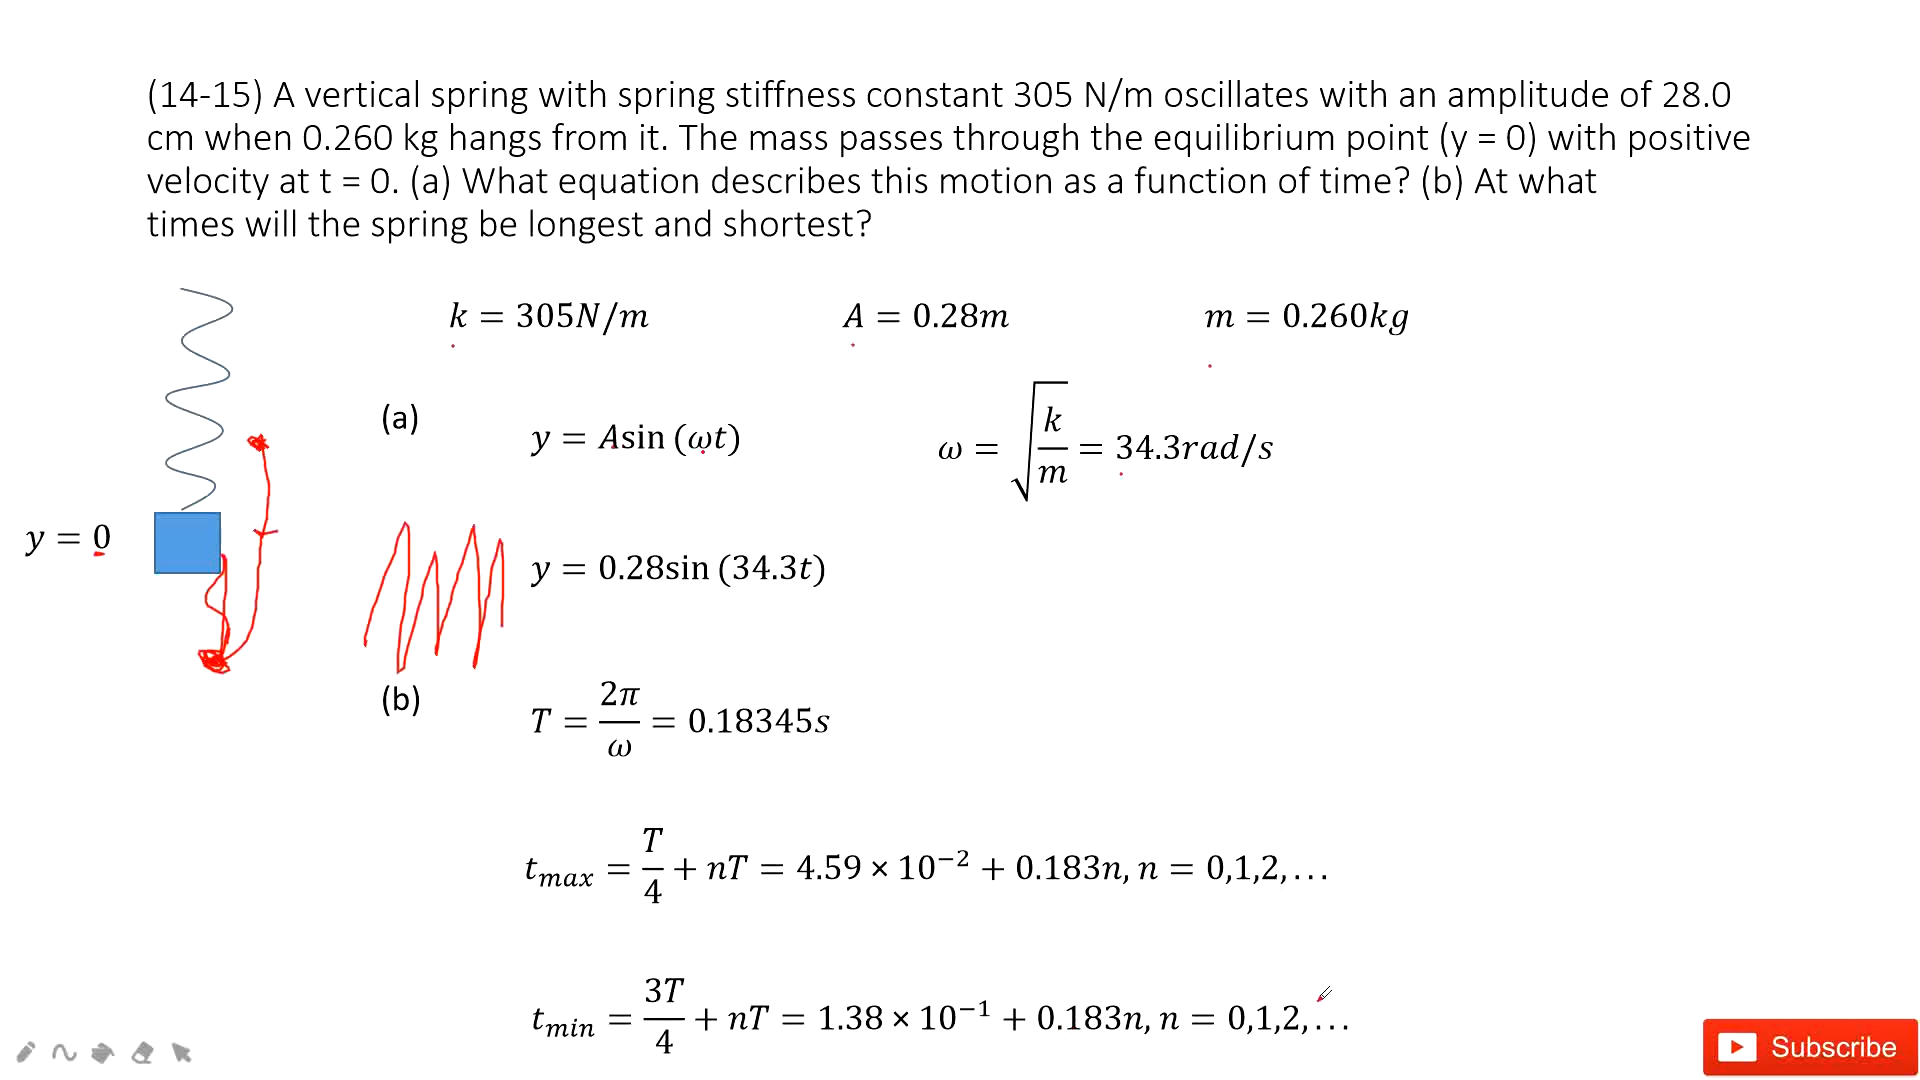 (14-15) A vertical spring with spring stiffness constant 305 N/m oscillates with an amplitude of 28.0
cm when 0.260 kg hangs from it. The mass passes through the equilibrium point (y = 0) with positive
velocity at t = 0. (a) What equation describes this motion as a function of time? (b) At what
times will the spring be longest and shortest?
k = 305N/m A = 0.28m m = 0.260kg
(a) y = Asin (ωt) ω = √(k/m) = 34.3rad/s
y = 0
y = 0.28sin (34.3t)
(b) T = 2π/ω = 0.18345s
t_max = T/4 + nT = 4.59 × 10⁻² + 0.183n, n = 0,1,2, ...
t_min = 3T/4 + nT = 1.38 × 10⁻¹ + 0.183n, n = 0,1,2, ...
Subscribe